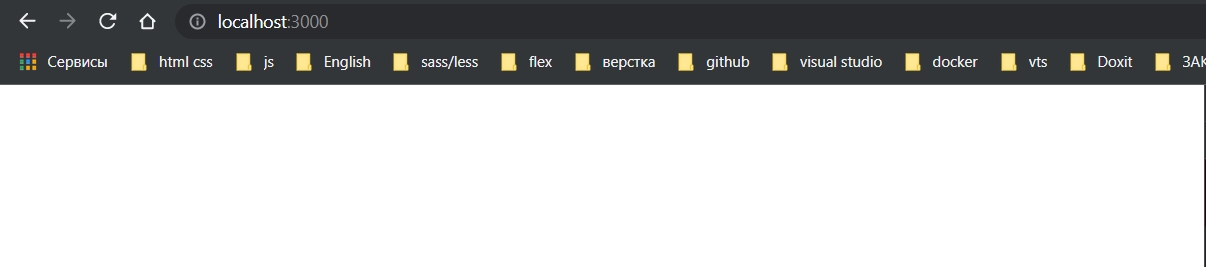 localhost:3000
Сервисы html css js English sass/less flex верстка github visual studio docker vts Doxit ЗАК